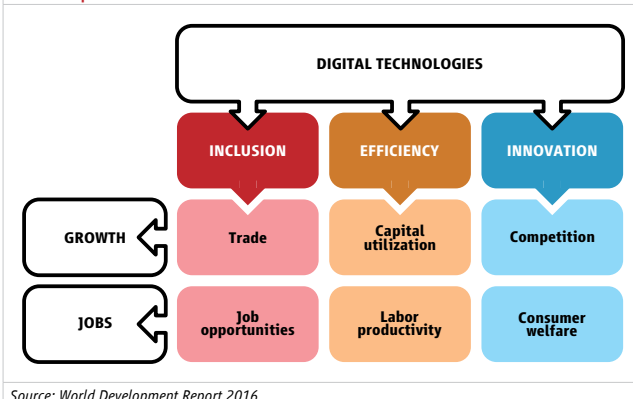 DIGITAL TECHNOLOGIES
INCLUSION
EFFICIENCY
INNOVATION
GROWTH
Trade
Capital
utilization
Competition
JOBS
Job
opportunities
Labor
productivity
Consumer
welfare
Source: World Development Report 2016